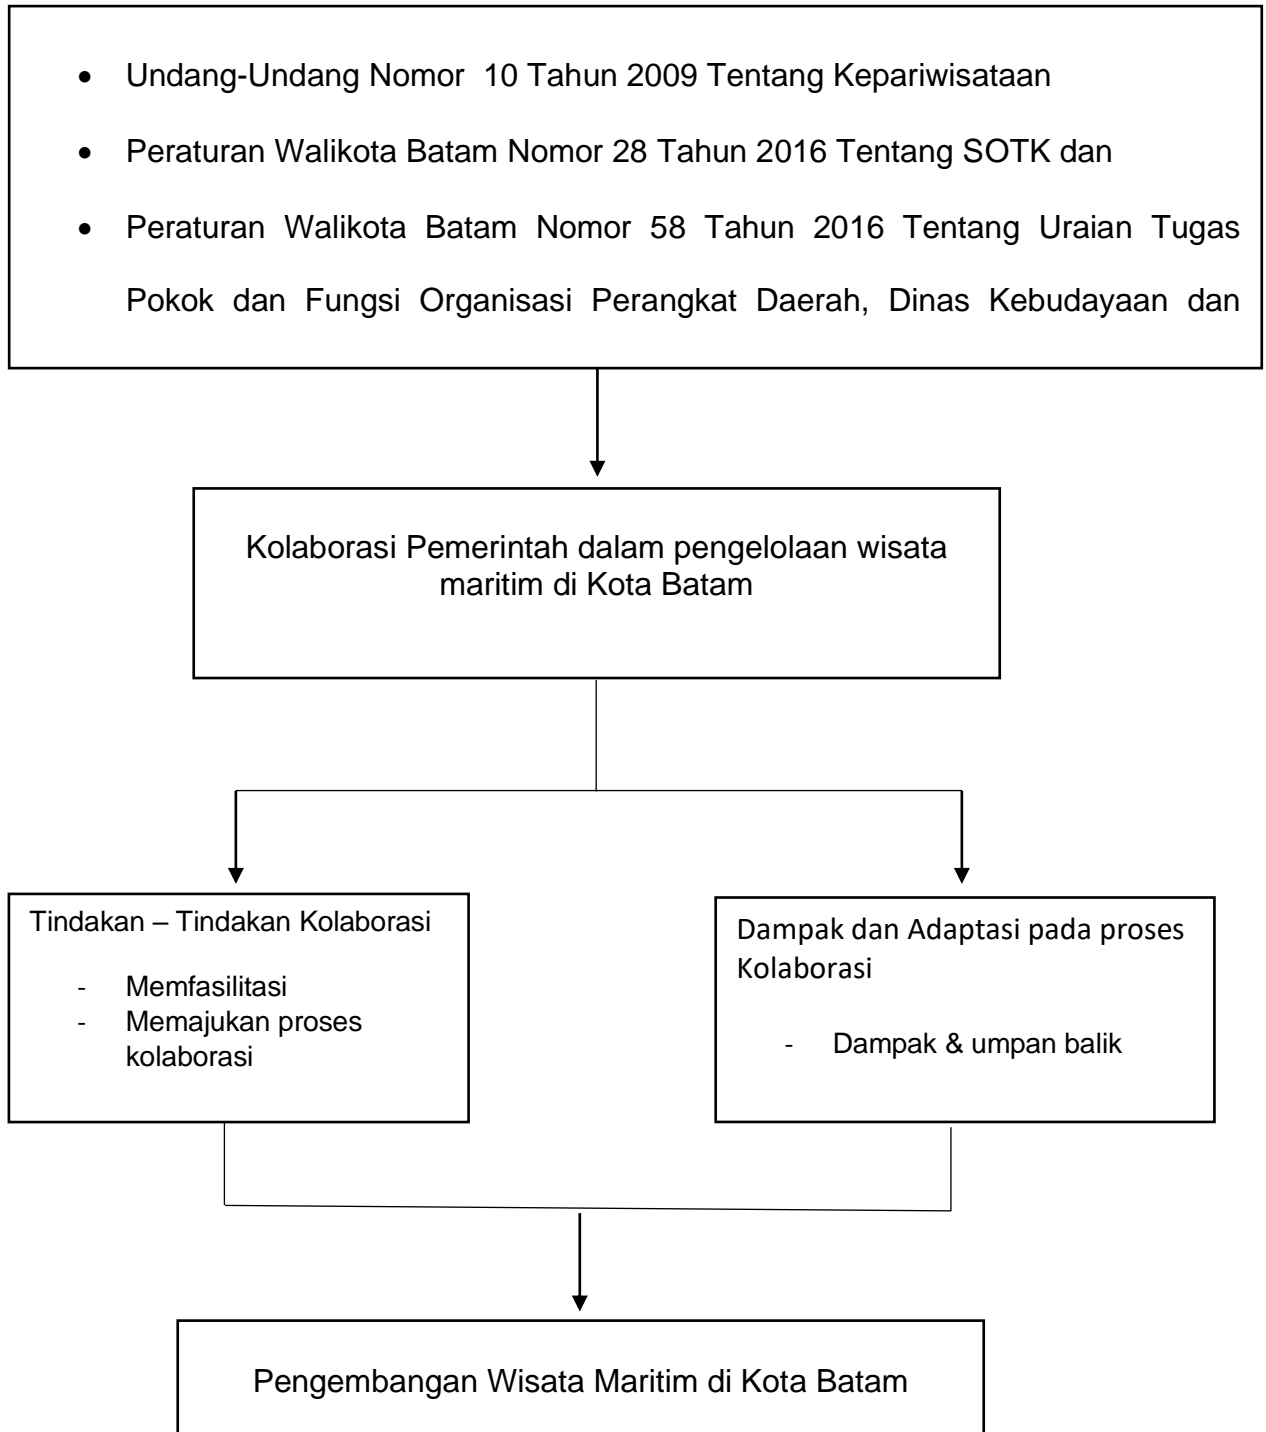 • Undang-Undang Nomor  10 Tahun 2009 Tentang Kepariwisataan
• Peraturan Walikota Batam Nomor 28 Tahun 2016 Tentang SOTK dan
• Peraturan Walikota Batam Nomor 58 Tahun 2016 Tentang Uraian Tugas
Pokok dan Fungsi Organisasi Perangkat Daerah, Dinas Kebudayaan dan
Kolaborasi Pemerintah dalam pengelolaan wisata
maritim di Kota Batam
Tindakan – Tindakan Kolaborasi
- Memfasilitasi
- Memajukan proses
kolaborasi
Dampak dan Adaptasi pada proses
Kolaborasi
- Dampak & umpan balik
Pengembangan Wisata Maritim di Kota Batam